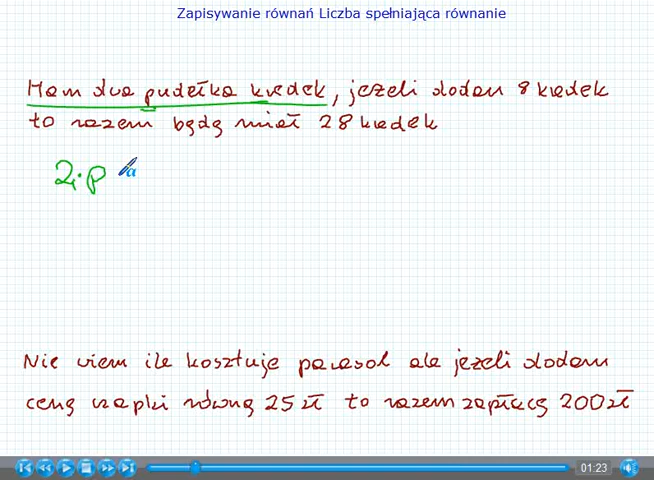 Zapisywanie równań Liczba spełniająca równanie
Mam dwa pudełka kredek, jeżeli dodam 8 kredek
to razem będę miał 28 kredek
2·p
Nie wiem ile kosztuje parasol ale jeżeli dodam
cenę czapki równą 25 zł to razem zapłacę 200 zł
01:23